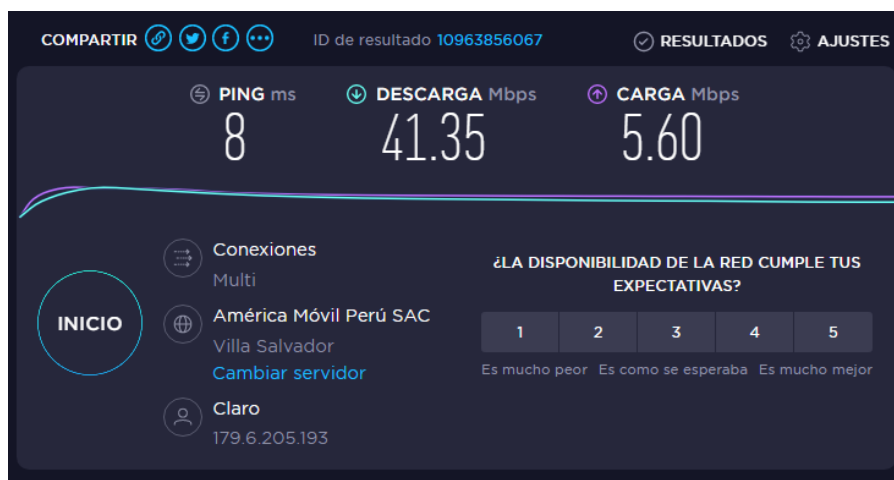 COMPARTIR
ID de resultado 10963856067
RESULTADOS
AJUSTES
PING ms
8
DESCARGA Mbps
41.35
CARGA Mbps
5.60
INICIO
Conexiones
Multi
América Móvil Perú SAC
Villa Salvador
Cambiar servidor
Claro
179.6.205.193
¿LA DISPONIBILIDAD DE LA RED CUMPLE TUS
EXPECTATIVAS?
1 2 3 4 5
Es mucho peor Es como se esperaba Es mucho mejor